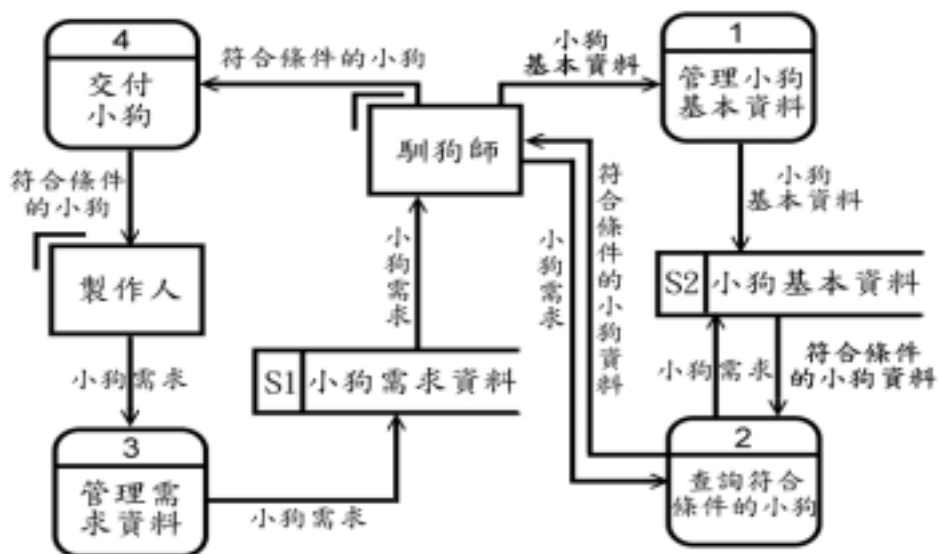 4
交付
小狗
符合條件的小狗
小狗
基本資料
1
管理小狗
基本資料
馴狗師
符合條件
的小狗
製作人
小狗需求
3
管理需
求資料
小狗需求
S1
小狗需求資料
小狗需求
小狗需求
符合條件的小狗資料
小狗
基本資料
S2
小狗基本資料
小狗需求
符合條件
的小狗資料
2
查詢符合
條件的小狗